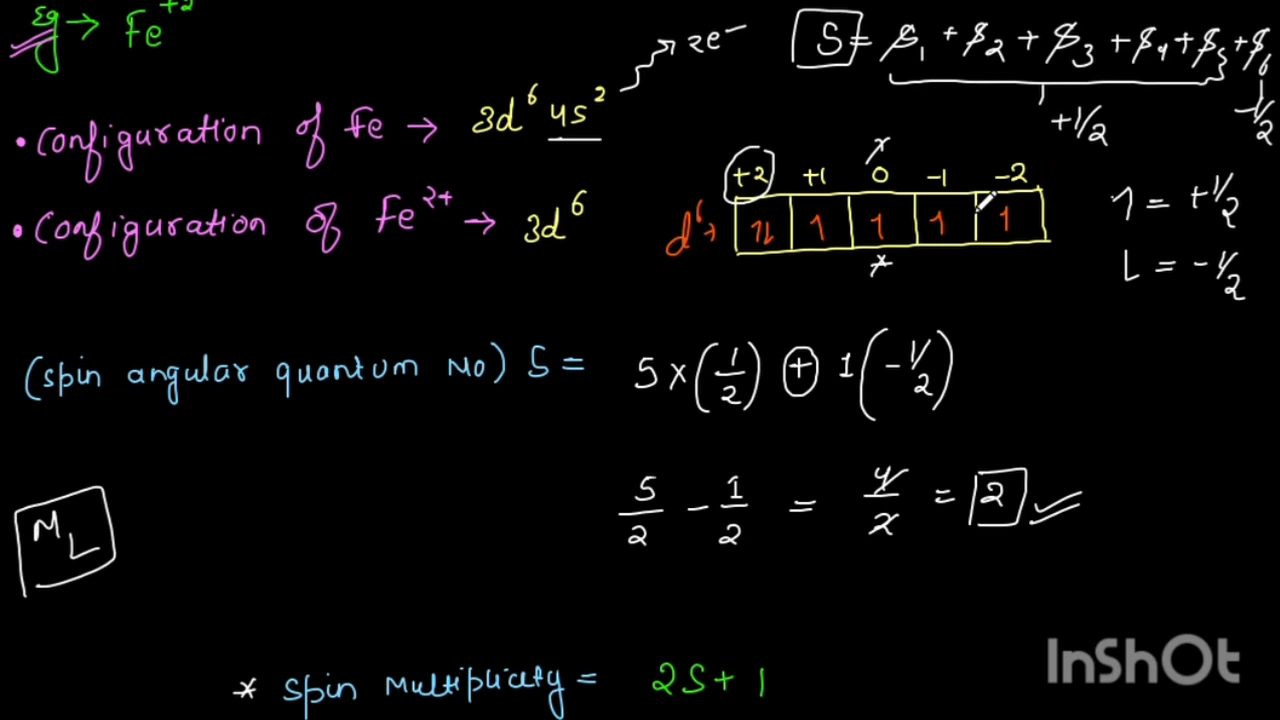 Eg → Fe⁺²
→ 2e⁻
S = s₁ + s₂ + s₃ + s₄ + s₅ + s₆
+1/2
-1/2
• Configuration of Fe → 3d⁶ 4s²
• Configuration of Fe²⁺ → 3d⁶
+2 +1 0 -1 -2
d⁶→ 1L 1 1 1 1
1 = +1/2
L = -1/2
(Spin angular quantum No) S = 5 × (1/2) + 1 (-1/2)
5/2 - 1/2 = 4/2 = 2
M_L
* Spin Multiplicity = 2S + 1
InShOt